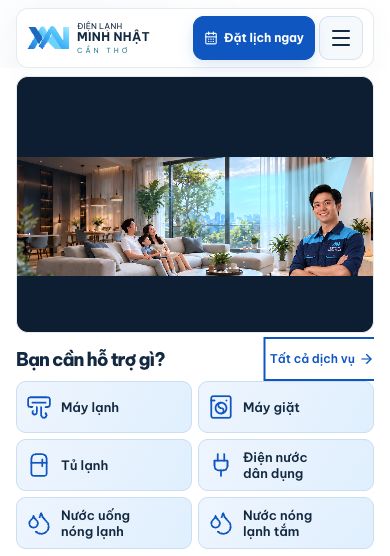 ĐIỆN LẠNH
MINH NHẬT
CẦN THƠ
Đặt lịch ngay
Bạn cần hỗ trợ gì?
Tất cả dịch vụ
Máy lạnh
Máy giặt
Tủ lạnh
Điện nước
dân dụng
Nước uống
nóng lạnh
Nước nóng
lạnh tắm